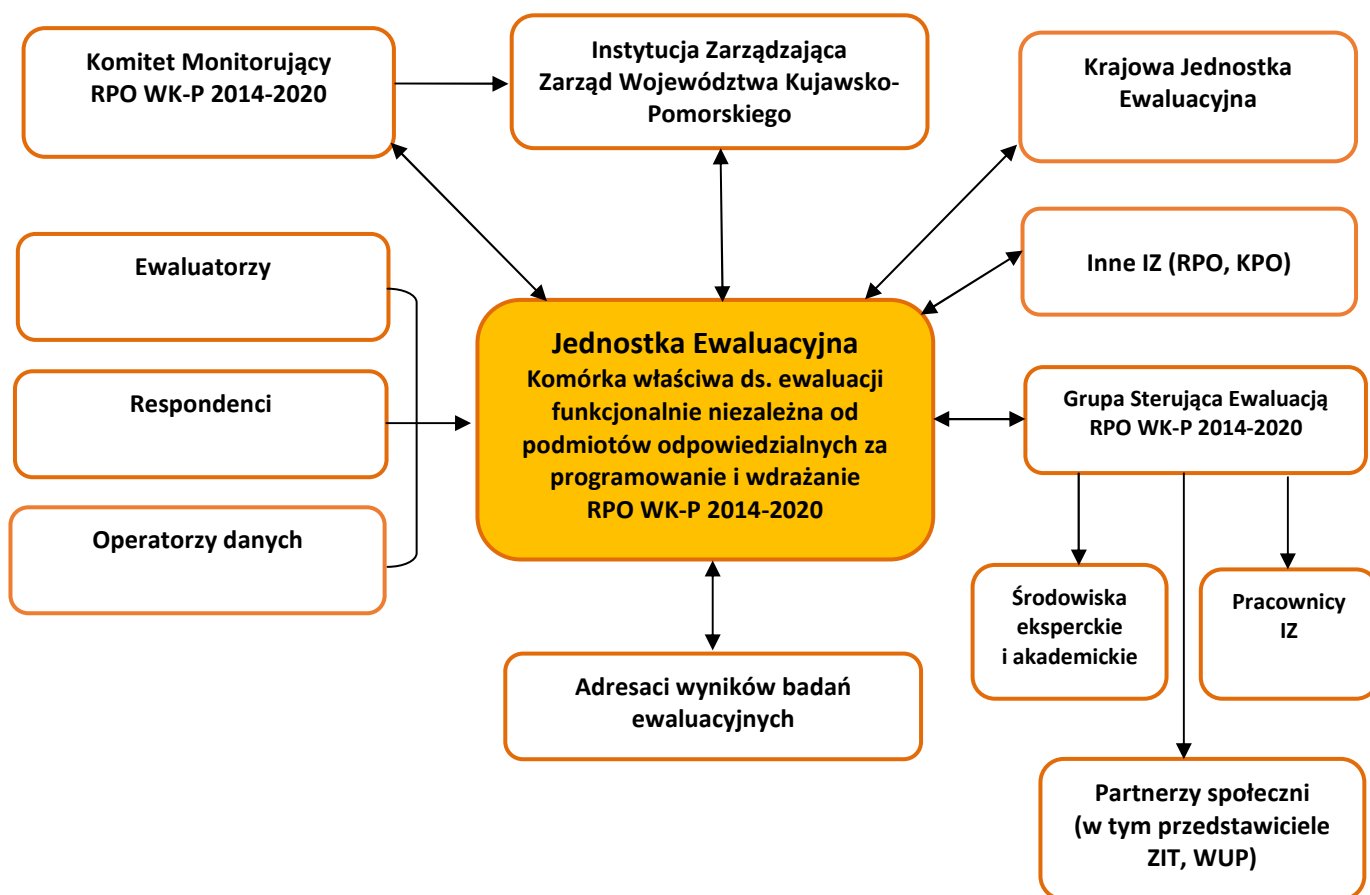 Komitet Monitorujący
RPO WK-P 2014-2020
Instytucja Zarządzająca
Zarząd Województwa Kujawsko-
Pomorskiego
Krajowa Jednostka
Ewaluacyjna
Ewaluatorzy
Inne IZ (RPO, KPO)
Respondenci
Operatorzy danych
Jednostka Ewaluacyjna
Komórka właściwa ds. ewaluacji
funkcjonalnie niezależna od
podmiotów odpowiedzialnych za
programowanie i wdrażanie
RPO WK-P 2014-2020
Grupa Sterująca Ewaluacją
RPO WK-P 2014-2020
Środowiska
eksperckie
i akademickie
Pracownicy
IZ
Adresaci wyników badań
ewaluacyjnych
Partnerzy społeczni
(w tym przedstawiciele
ZIT, WUP)